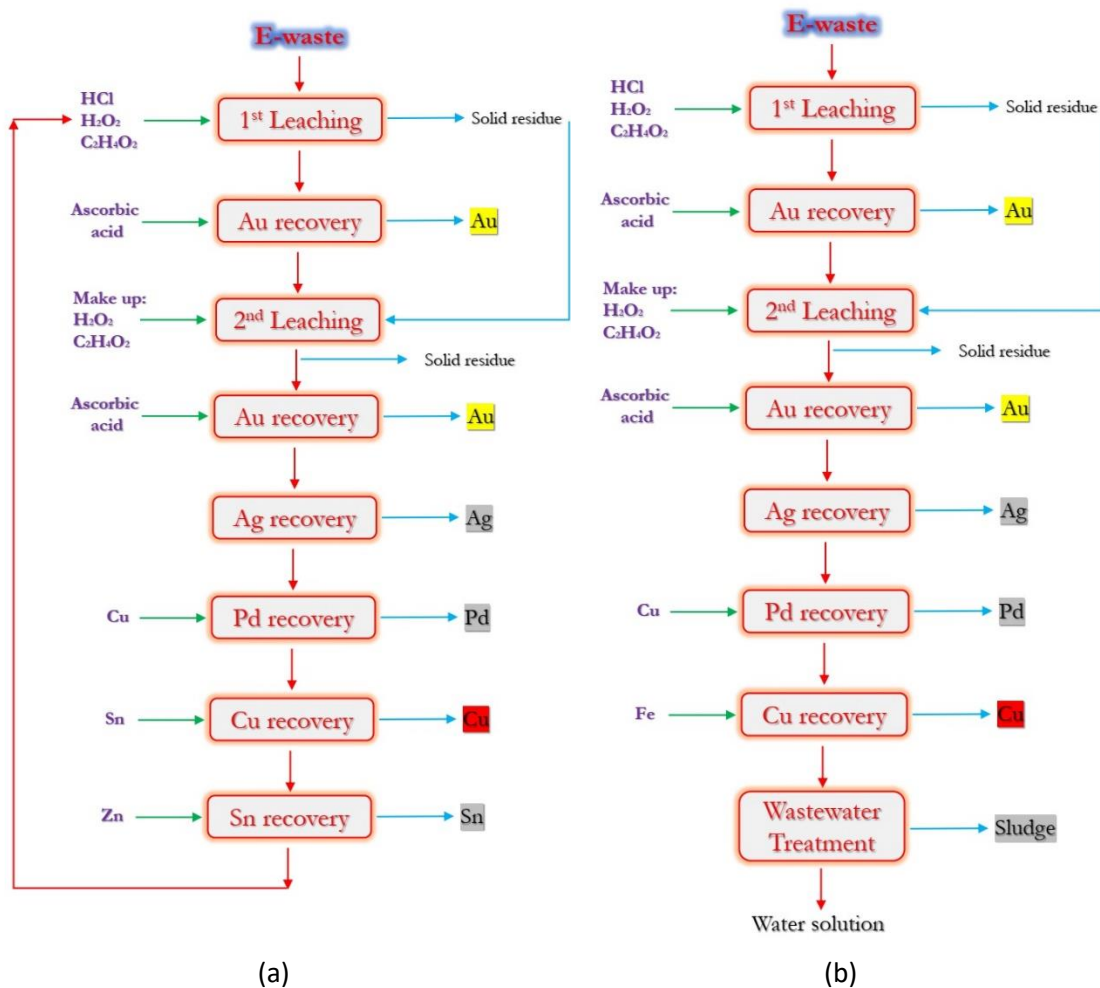 E-waste
HCl
H₂O₂
C₂H₄O₂
1st Leaching
Solid residue
Ascorbic
acid
Au recovery
Au
Make up:
H₂O₂
C₂H₄O₂
2nd Leaching
Solid residue
Ascorbic
acid
Au recovery
Au
Ag recovery
Ag
Cu
Pd recovery
Pd
Sn
Cu recovery
Cu
Zn
Sn recovery
Sn
(a)
E-waste
HCl
H₂O₂
C₂H₄O₂
1st Leaching
Solid residue
Ascorbic
acid
Au recovery
Au
Make up:
H₂O₂
C₂H₄O₂
2nd Leaching
Solid residue
Ascorbic
acid
Au recovery
Au
Ag recovery
Ag
Cu
Pd recovery
Pd
Fe
Cu recovery
Cu
Wastewater
Treatment
Sludge
Water solution
(b)